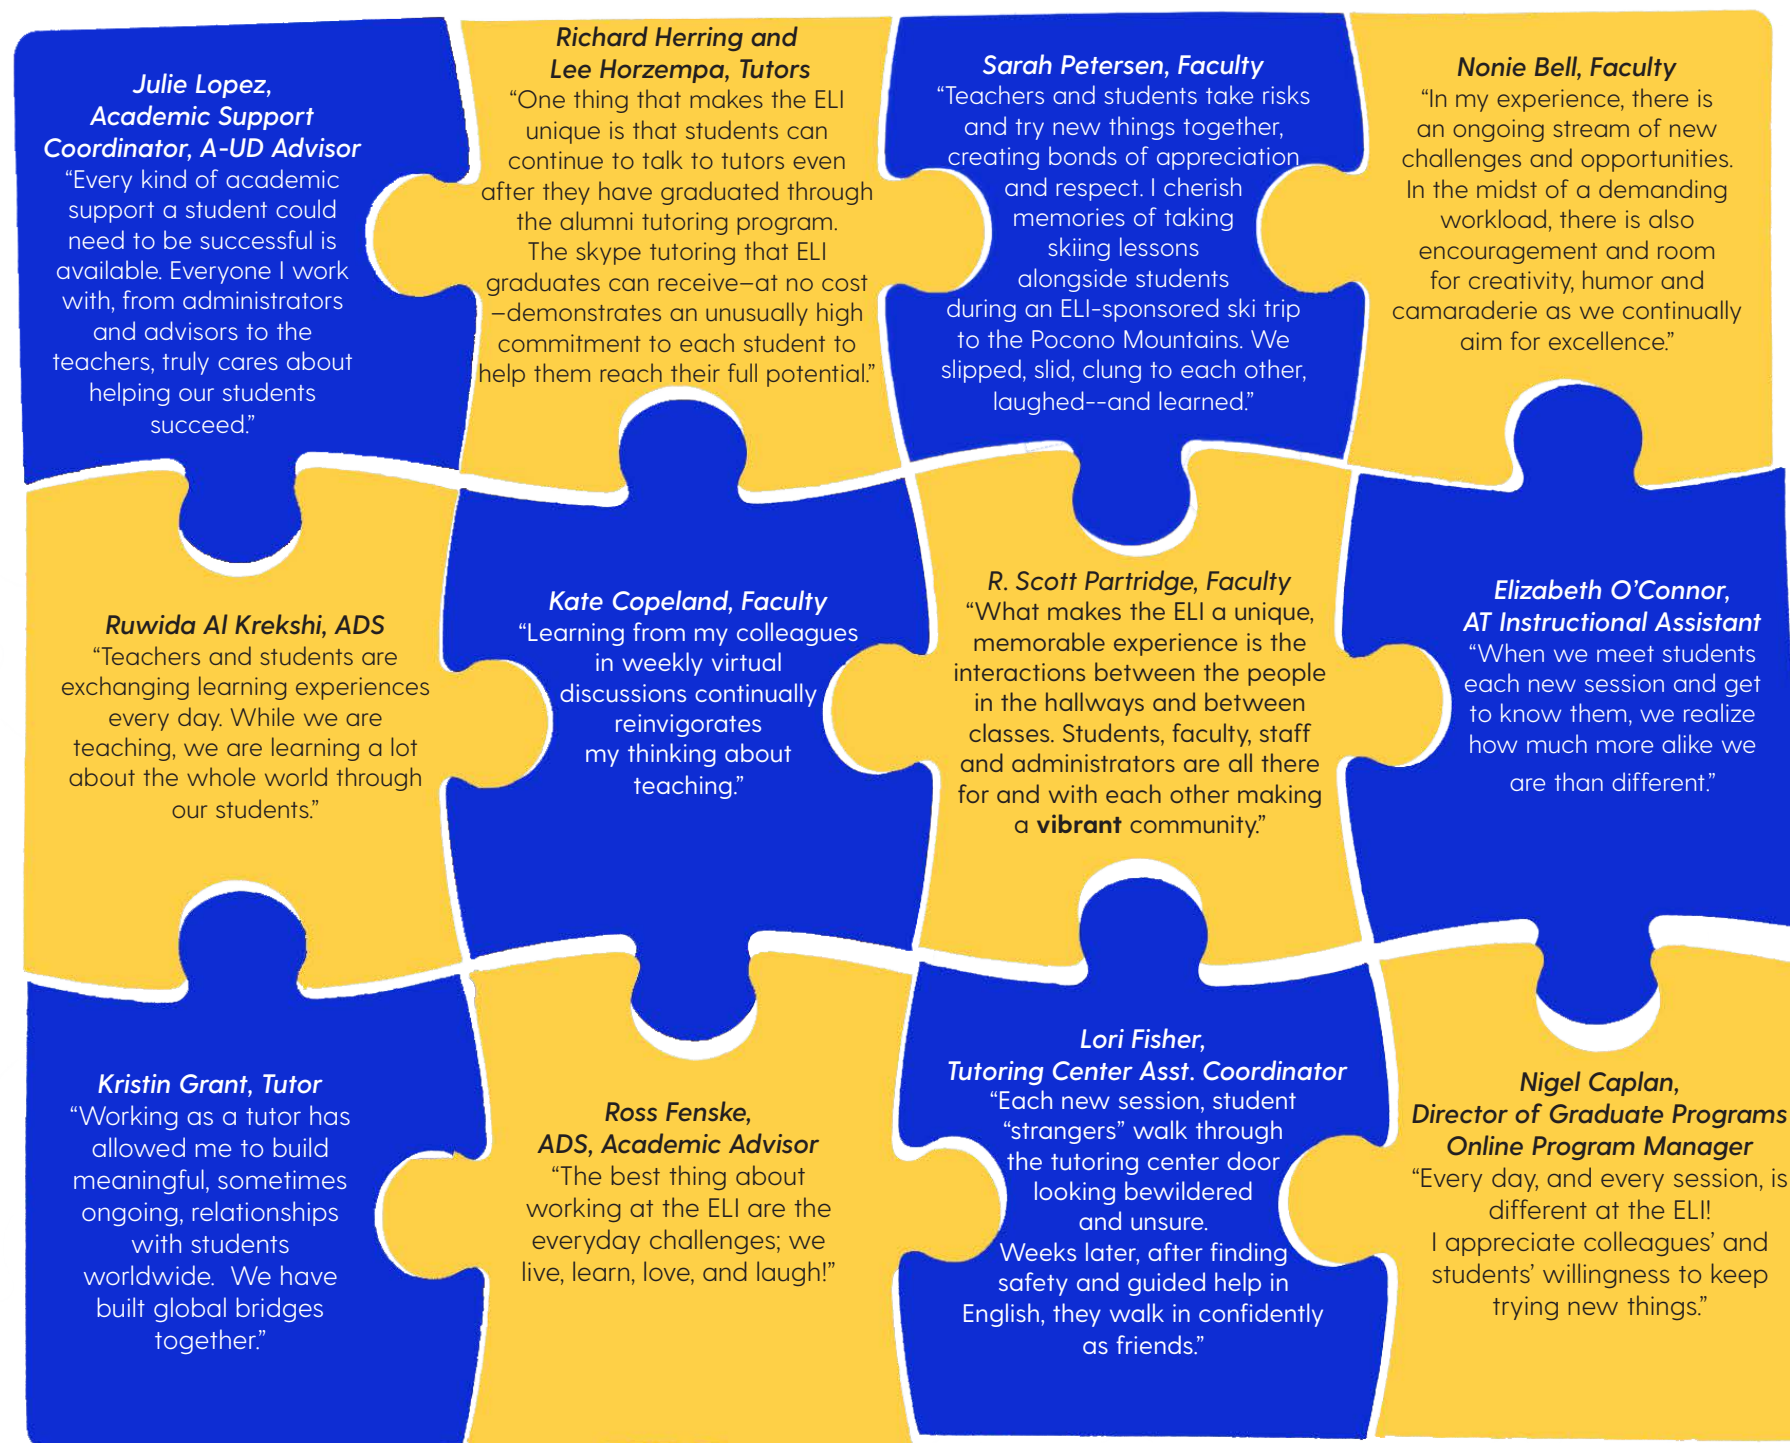 Julie Lopez,
Academic Support
Coordinator, A-UD Advisor
“Every kind of academic
support a student could
need to be successful is
available. Everyone I work
with, from administrators
and advisors to the
teachers, truly cares about
helping our students
succeed.”
Richard Herring and
Lee Horzempa, Tutors
“One thing that makes the ELI
unique is that students can
continue to talk to tutors even
after they have graduated through
the alumni tutoring program.
The skype tutoring that ELI
graduates can receive–at no cost
–demonstrates an unusually high
commitment to each student to
help them reach their full potential.”
Sarah Petersen, Faculty
“Teachers and students take risks
and try new things together,
creating bonds of appreciation
and respect. I cherish
memories of taking
skiing lessons
alongside students
during an ELI-sponsored ski trip
to the Pocono Mountains. We
slipped, slid, clung to each other,
laughed--and learned.”
Nonie Bell, Faculty
“In my experience, there is
an ongoing stream of new
challenges and opportunities.
In the midst of a demanding
workload, there is also
encouragement and room
for creativity, humor and
camaraderie as we continually
aim for excellence.”
Ruwida Al Krekshi, ADS
“Teachers and students are
exchanging learning experiences
every day. While we are
teaching, we are learning a lot
about the whole world through
our students.”
Kate Copeland, Faculty
“Learning from my colleagues
in weekly virtual
discussions continually
reinvigorates
my thinking about
teaching.”
R. Scott Partridge, Faculty
“What makes the ELI a unique,
memorable experience is the
interactions between the people
in the hallways and between
classes. Students, faculty, staff
and administrators are all there
for and with each other making
a vibrant community.”
Elizabeth O’Connor,
AT Instructional Assistant
“When we meet students
each new session and get
to know them, we realize
how much more alike we
are than different.”
Kristin Grant, Tutor
“Working as a tutor has
allowed me to build
meaningful, sometimes
ongoing, relationships
with students
worldwide.  We have
built global bridges
together.”
Ross Fenske,
ADS, Academic Advisor
“The best thing about
working at the ELI are the
everyday challenges; we
live, learn, love, and laugh!”
Lori Fisher,
Tutoring Center Asst. Coordinator
“Each new session, student
“strangers” walk through
the tutoring center door
looking bewildered
and unsure.
Weeks later, after finding
safety and guided help in
English, they walk in confidently
as friends.”
Nigel Caplan,
Director of Graduate Programs
Online Program Manager
“Every day, and every session, is
different at the ELI!
I appreciate colleagues’ and
students’ willingness to keep
trying new things.”